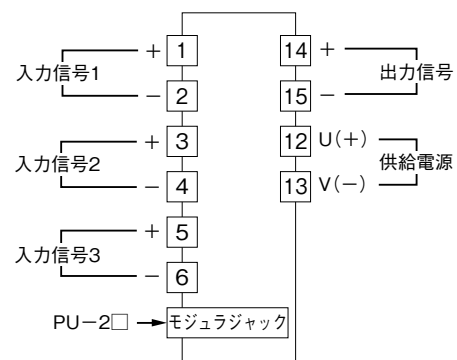 入力信号1
+ 1
− 2
入力信号2
+ 3
− 4
入力信号3
+ 5
− 6
PU−2□
モジュラジャック
14 +
15 −
出力信号
12 U(+)
13 V(−)
供給電源